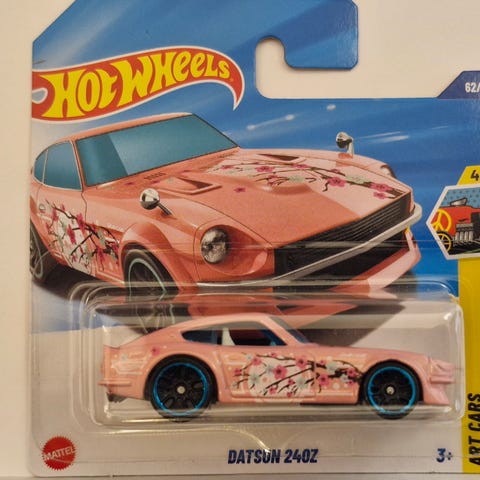 HOT WHEELS
62/
4
MATTEL
DATSUN 240Z
3+
ART CARS